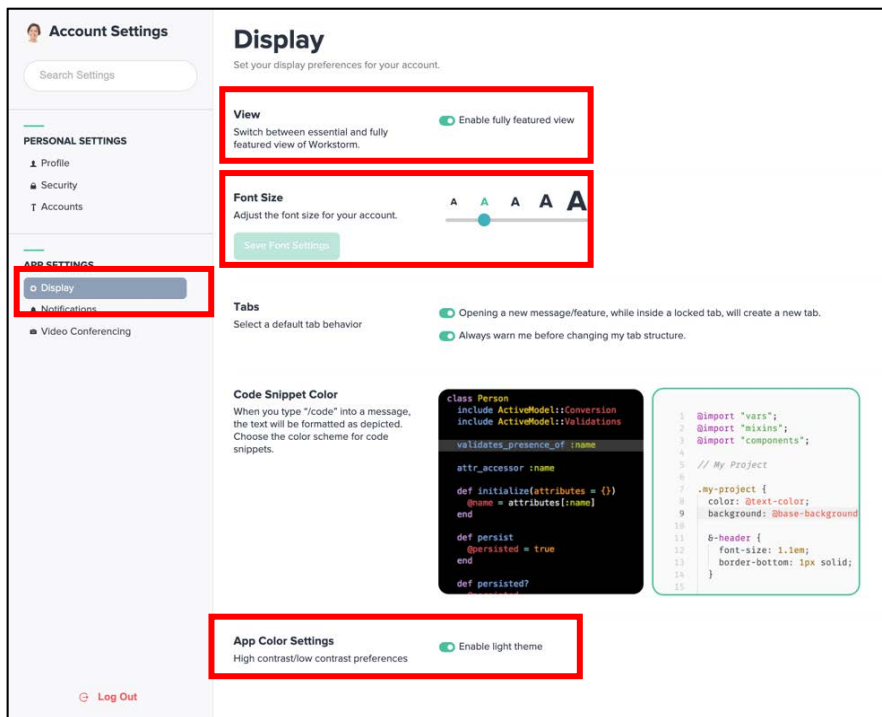 Account Settings
Search Settings
PERSONAL SETTINGS
Profile
Security
T Accounts
APP SETTINGS
Display
Notifications
Video Conferencing
Log Out
Display
Set your display preferences for your account.
View
Switch between essential and fully
featured view of Workstorm.
Enable fully featured view
Font Size
Adjust the font size for your account.
Save Font Settings
A A A A A
Tabs
Select a default tab behavior
Opening a new message/feature, while inside a locked tab, will create a new tab.
Always warn me before changing my tab structure.
Code Snippet Color
When you type "/code" into a message,
the text will be formatted as depicted.
Choose the color scheme for code
snippets.
class Person
include ActiveModel::Conversion
include ActiveModel::Validations
validates_presence_of :name
attr_accessor :name
def initialize(attributes = {})
@name = attributes[:name]
end
def persist
@persisted = true
end
def persisted?
1 @import "vars";
2 @import "mixins";
3 @import "components";
4
5 // My Project
6
7 .my-project {
8 color: @text-color;
9 background: @base-background
10
11 &-header {
12 font-size: 1.1em;
13 border-bottom: 1px solid;
14 }
15
App Color Settings
High contrast/low contrast preferences
Enable light theme